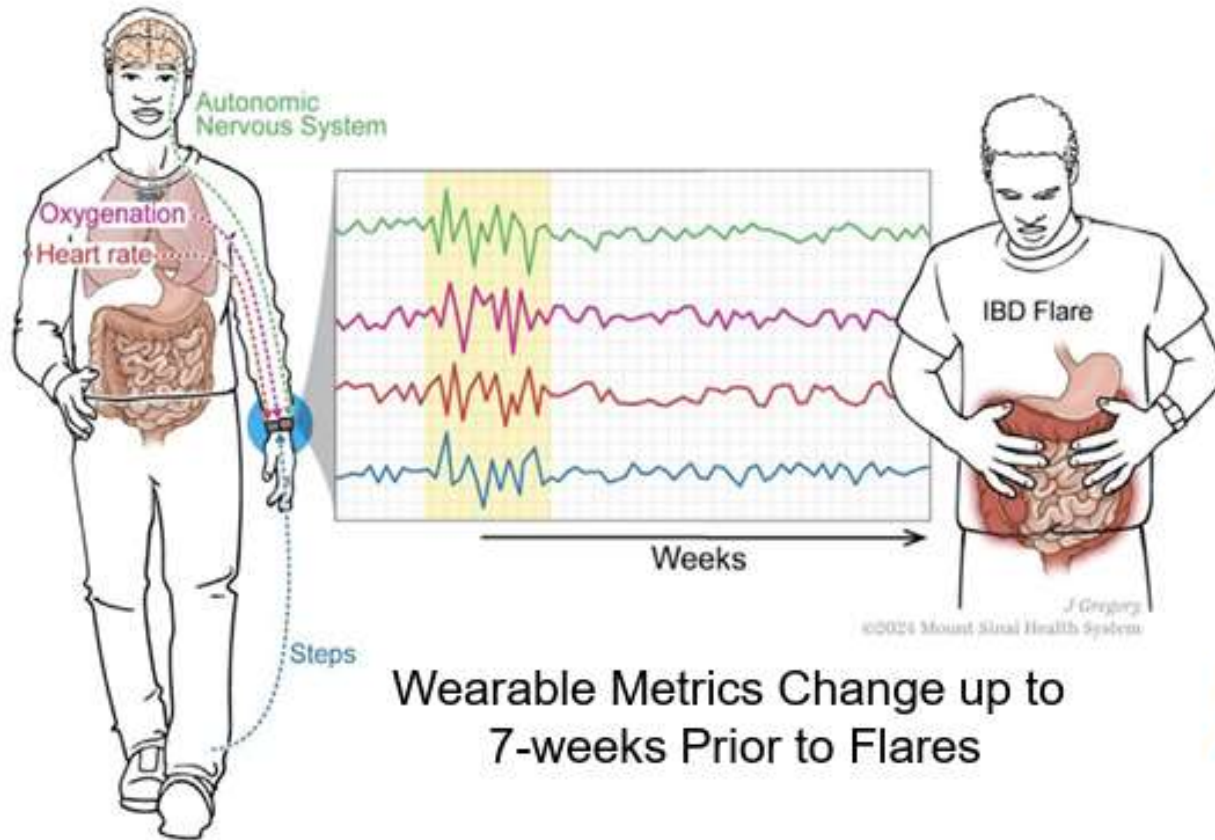 Autonomic
Nervous System
Oxygenation
Heart rate
IBD Flare
Weeks
J Gregory
©2024 Mount Sinai Health System
Steps
Wearable Metrics Change up to
7-weeks Prior to Flares